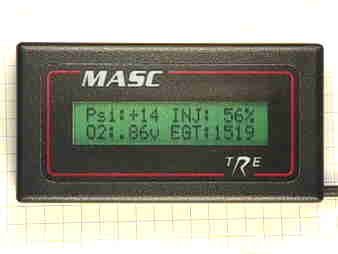 MASC
Psi:+14 INJ: 56%
O2:.86v EGT:1519
TRE